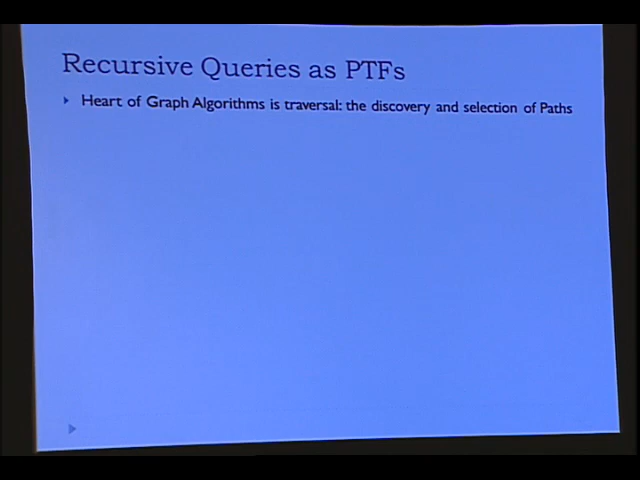 Recursive Queries as PTFs
Heart of Graph Algorithms is traversal: the discovery and selection of Paths